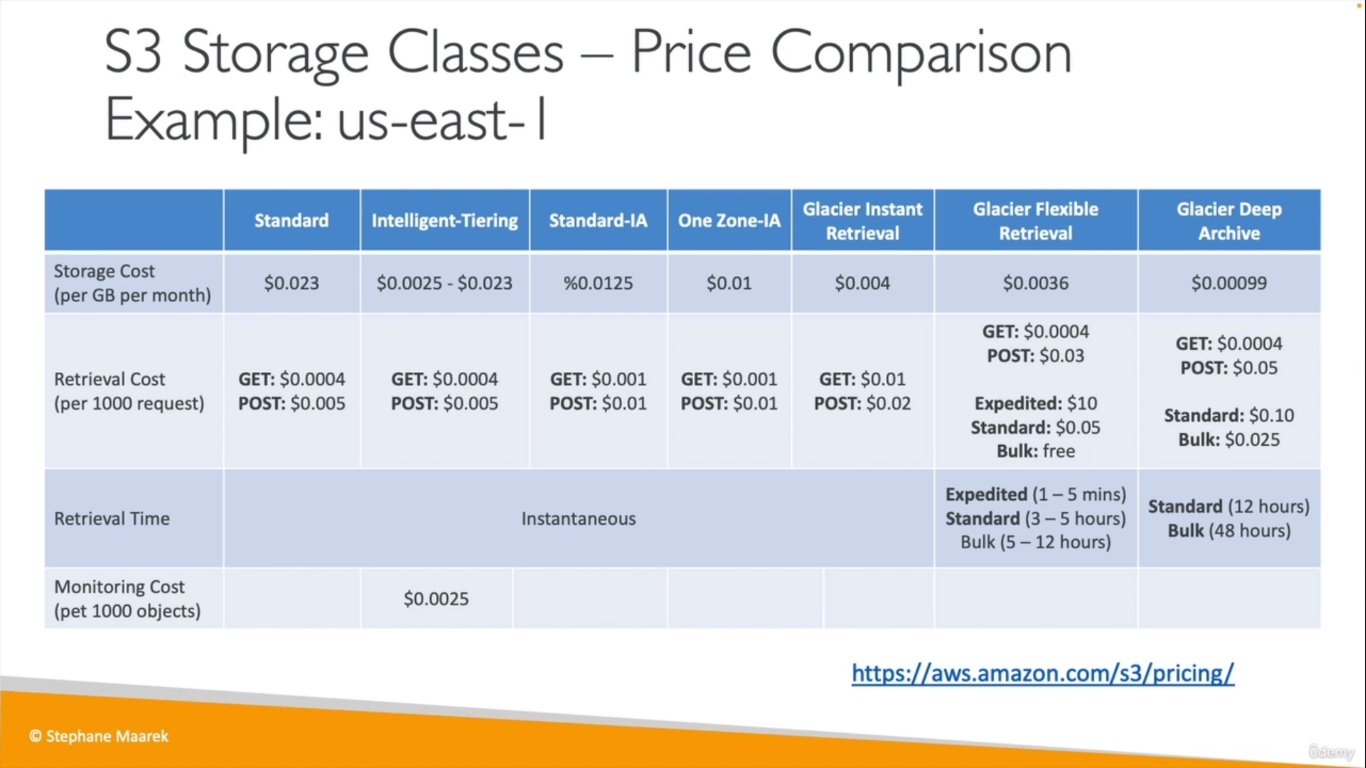 S3 Storage Classes – Price Comparison
Example: us-east-1
Standard
Intelligent-Tiering
Standard-IA
One Zone-IA
Glacier Instant
Retrieval
Glacier Flexible
Retrieval
Glacier Deep
Archive
Storage Cost
(per GB per month)
$0.023
$0.0025 - $0.023
%0.0125
$0.01
$0.004
$0.0036
$0.00099
Retrieval Cost
(per 1000 request)
GET: $0.0004
POST: $0.005
GET: $0.0004
POST: $0.005
GET: $0.001
POST: $0.01
GET: $0.001
POST: $0.01
GET: $0.01
POST: $0.02
GET: $0.0004
POST: $0.03
Expedited: $10
Standard: $0.05
Bulk: free
GET: $0.0004
POST: $0.05
Standard: $0.10
Bulk: $0.025
Retrieval Time
Instantaneous
Expedited (1 – 5 mins)
Standard (3 – 5 hours)
Bulk (5 – 12 hours)
Standard (12 hours)
Bulk (48 hours)
Monitoring Cost
(pet 1000 objects)
$0.0025
https://aws.amazon.com/s3/pricing/
© Stephane Maarek
ûdemy